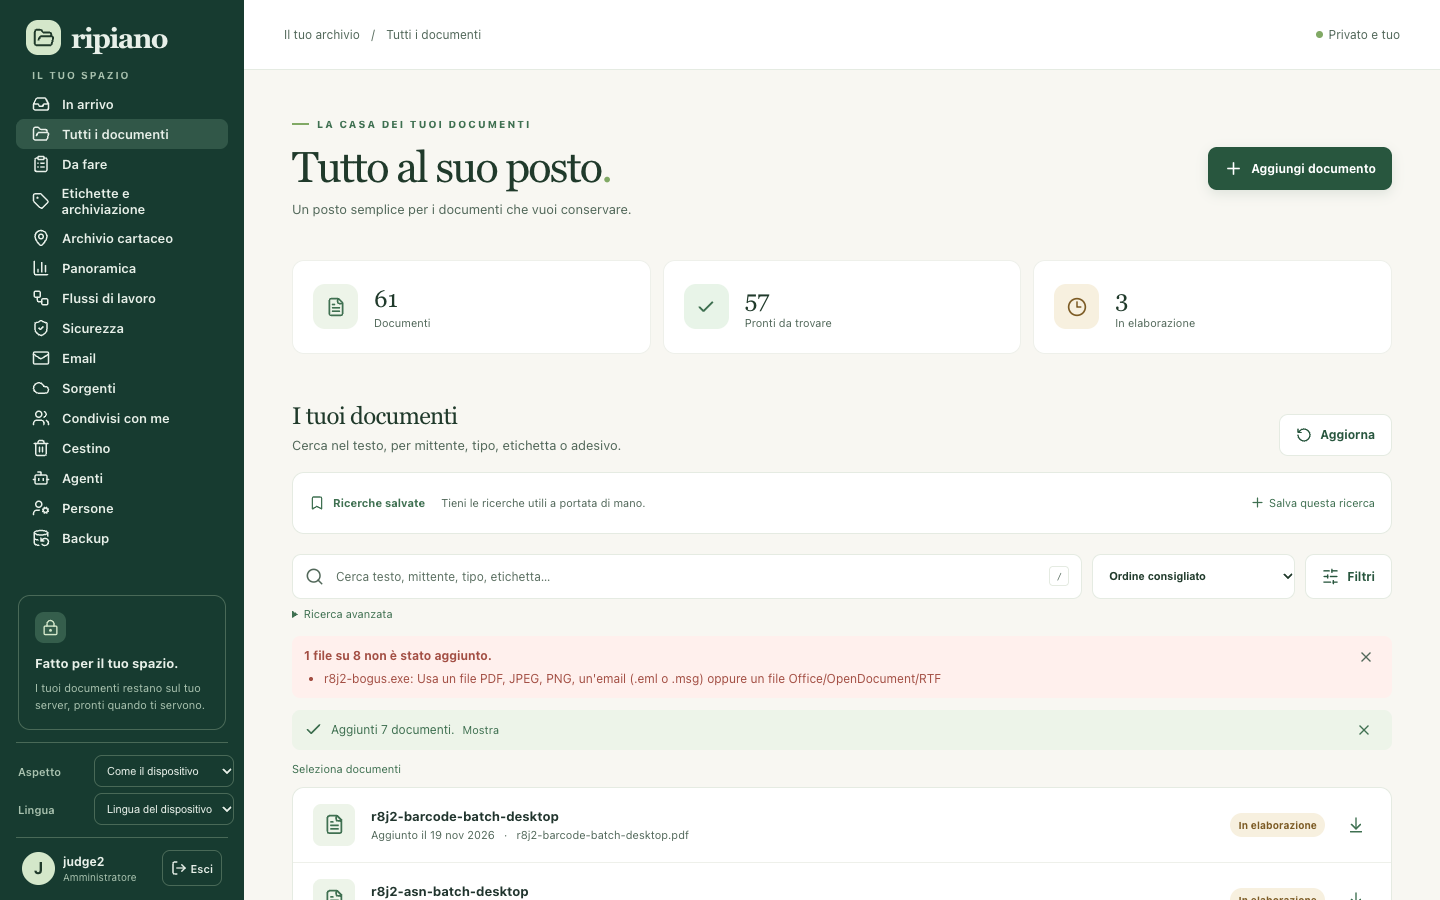 ripiano
IL TUO SPAZIO
In arrivo
Tutti i documenti
Da fare
Etichette e
archiviazione
Archivio cartaceo
Panoramica
Flussi di lavoro
Sicurezza
Email
Sorgenti
Condivisi con me
Cestino
Agenti
Persone
Backup
Fatto per il tuo spazio.
I tuoi documenti restano sul tuo
server, pronti quando ti servono.
Aspetto
Come il dispositivo
Lingua
Lingua del dispositivo
J
judge2
Amministratore
Esci
Il tuo archivio / Tutti i documenti
Privato e tuo
LA CASA DEI TUOI DOCUMENTI
Tutto al suo posto.
Un posto semplice per i documenti che vuoi conservare.
Aggiungi documento
61
Documenti
57
Pronti da trovare
3
In elaborazione
I tuoi documenti
Cerca nel testo, per mittente, tipo, etichetta o adesivo.
Aggiorna
Ricerche salvate Tieni le ricerche utili a portata di mano.
Salva questa ricerca
Cerca testo, mittente, tipo, etichetta...
/
Ordine consigliato
Filtri
Ricerca avanzata
1 file su 8 non è stato aggiunto.
• r8j2-bogus.exe: Usa un file PDF, JPEG, PNG, un'email (.eml o .msg) oppure un file Office/OpenDocument/RTF
Aggiunti 7 documenti. Mostra
Seleziona documenti
r8j2-barcode-batch-desktop
Aggiunto il 19 nov 2026 · r8j2-barcode-batch-desktop.pdf
In elaborazione
r8j2-asn-batch-desktop
In elaborazione